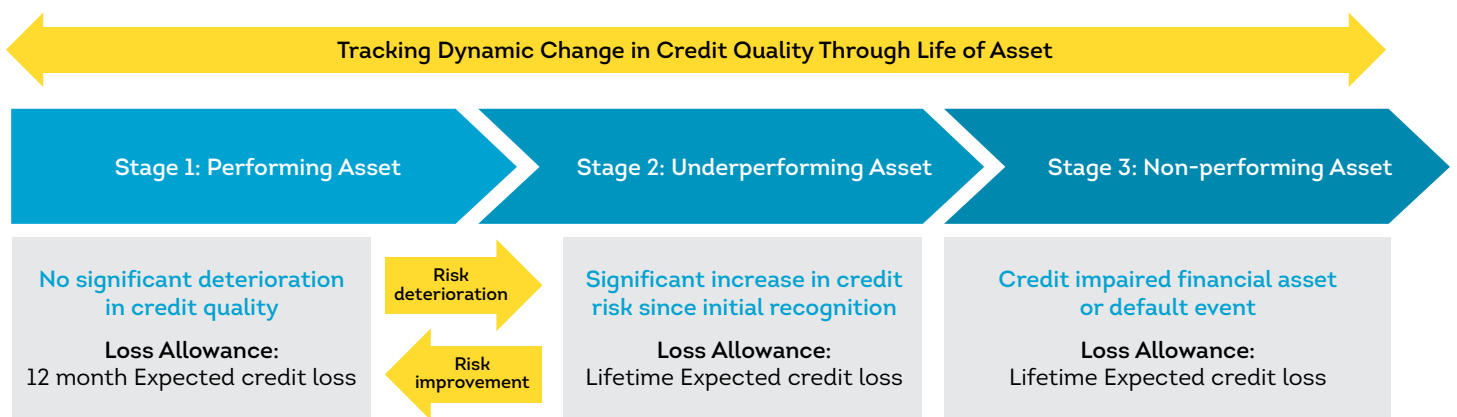 Tracking Dynamic Change in Credit Quality Through Life of Asset
Stage 1: Performing Asset
Stage 2: Underperforming Asset
Stage 3: Non-performing Asset
No significant deterioration
in credit quality
Loss Allowance:
12 month Expected credit loss
Risk
deterioration
Risk
improvement
Significant increase in credit
risk since initial recognition
Loss Allowance:
Lifetime Expected credit loss
Credit impaired financial asset
or default event
Loss Allowance:
Lifetime Expected credit loss